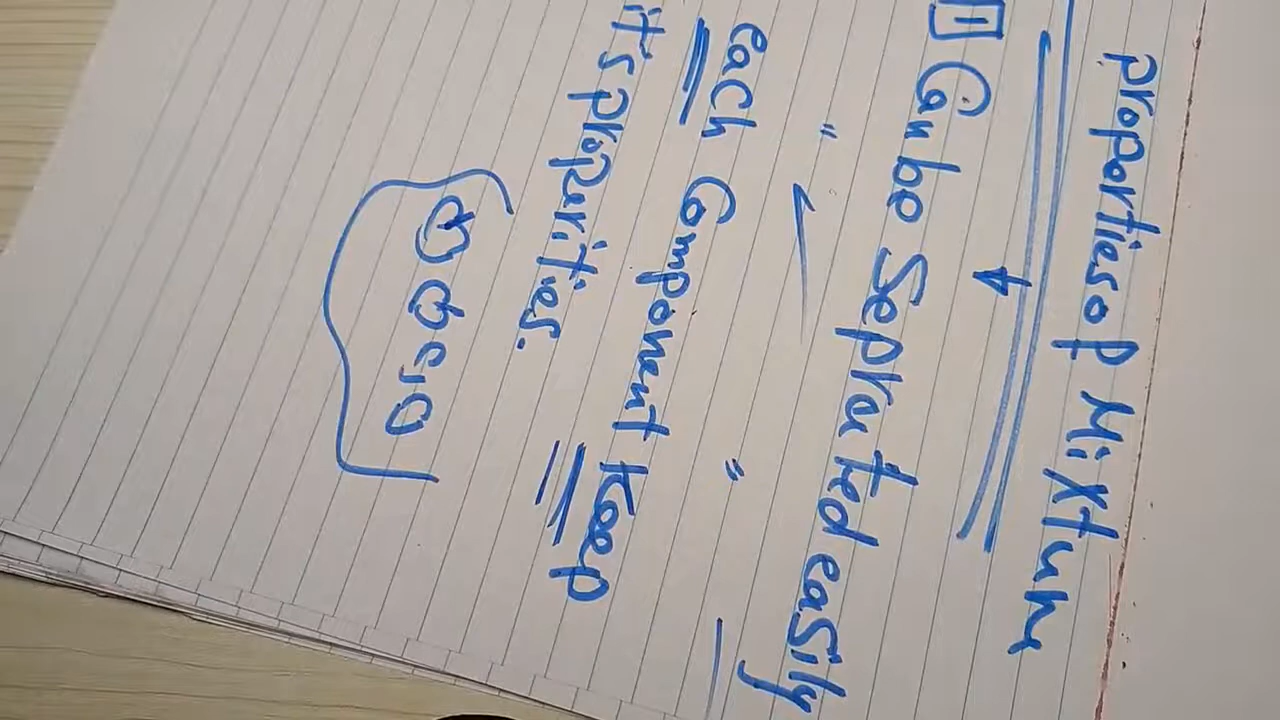 properties of Mixture
1 Can be Seprated easily
" "
each Component Keep
it's properities.